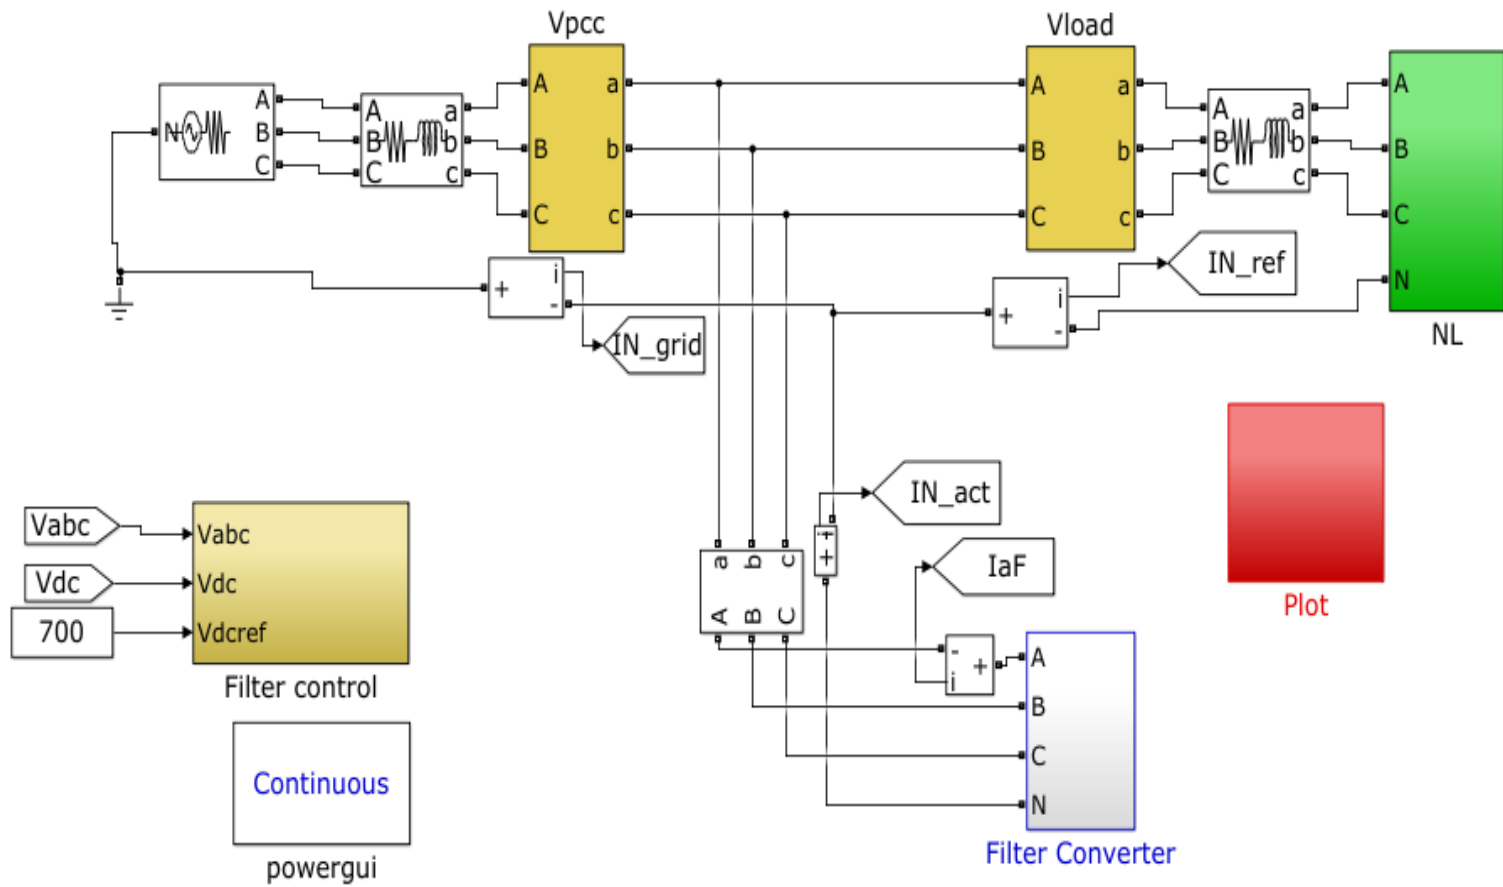 Vpcc
Vload
N
A
B
C
A
B
C
a
b
c
A
B
C
a
b
c
A
B
C
a
b
c
A
B
C
a
b
c
A
B
C
N
NL
+
i
-
IN_grid
+
i
-
IN_ref
IN_act
i
+
-
IaF
a
b
c
A
B
C
-
+
i
A
B
C
N
Filter Converter
Plot
Vabc
Vdc
700
Vabc
Vdc
Vdcref
Filter control
Continuous
powergui